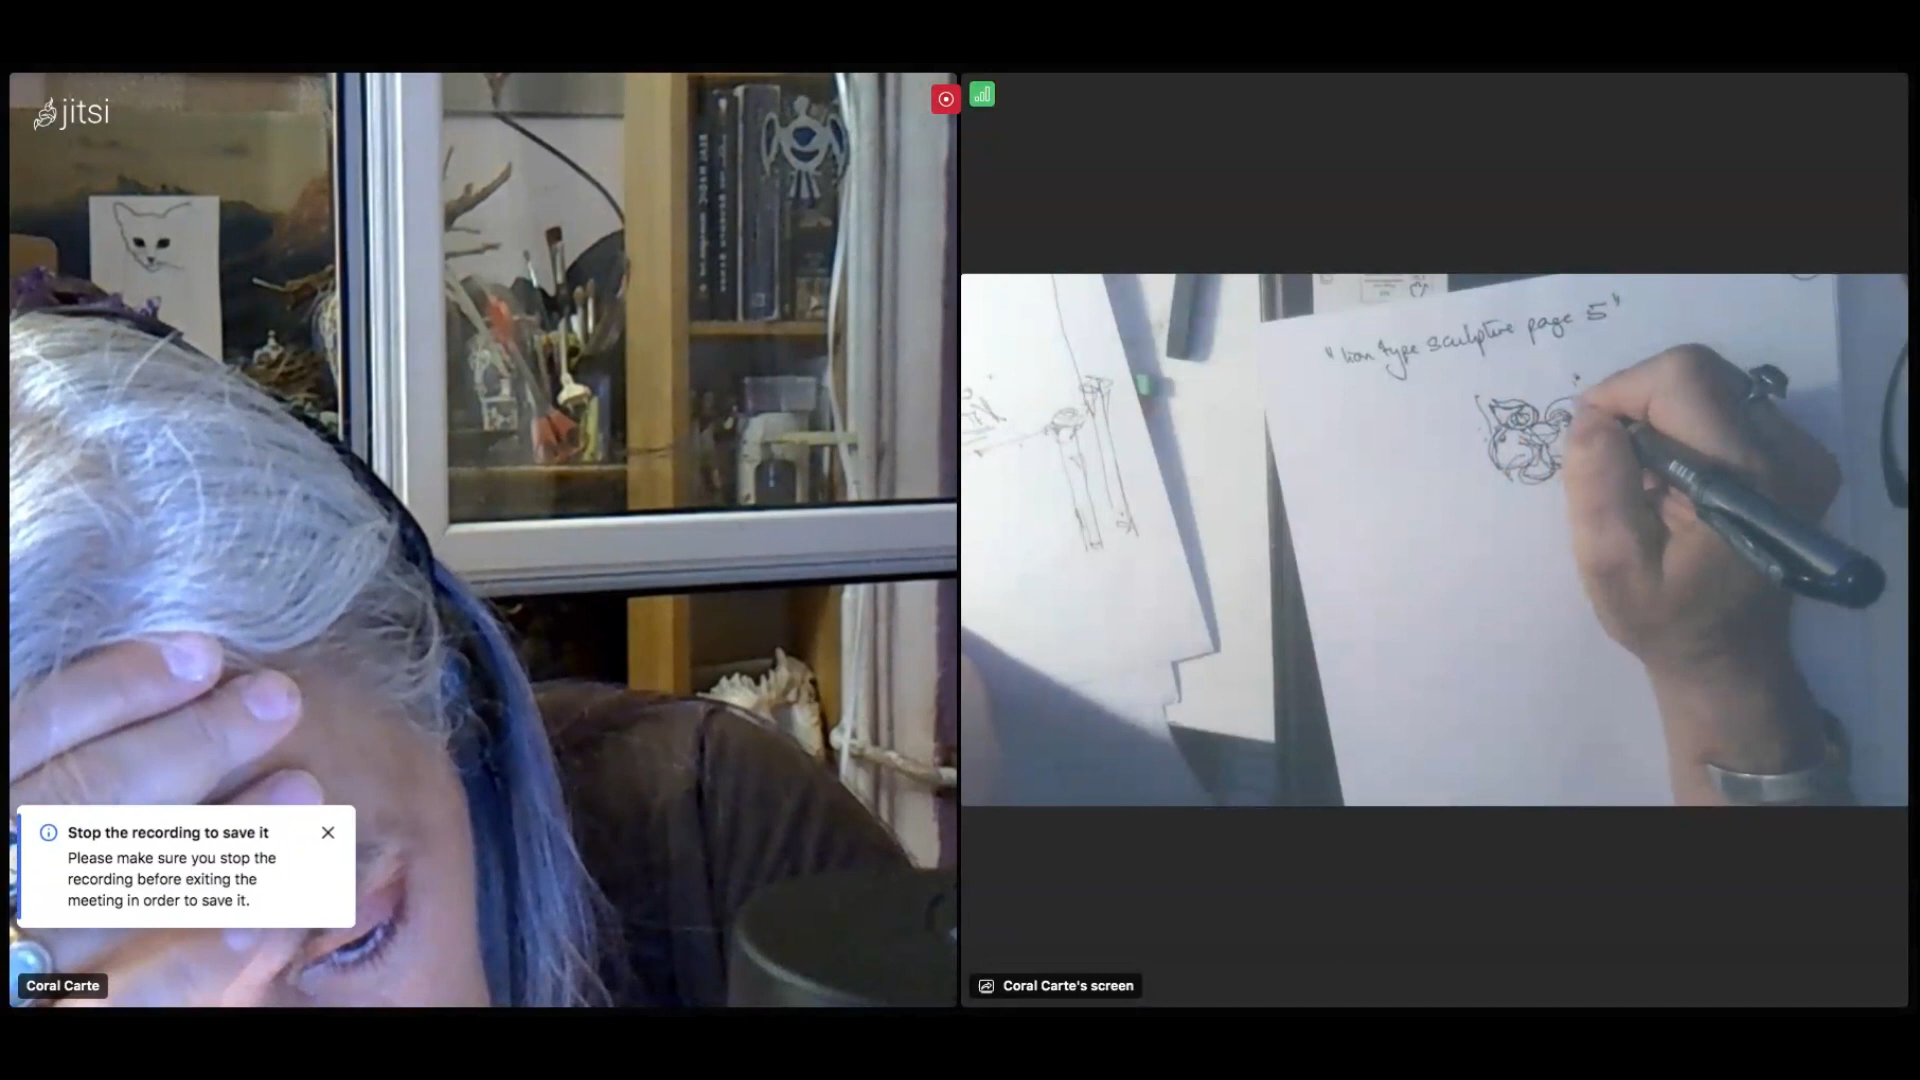 jitsi
Stop the recording to save it
Please make sure you stop the
recording before exiting the
meeting in order to save it.
Coral Carte
" lion type sculpture page 5 "
Coral Carte's screen